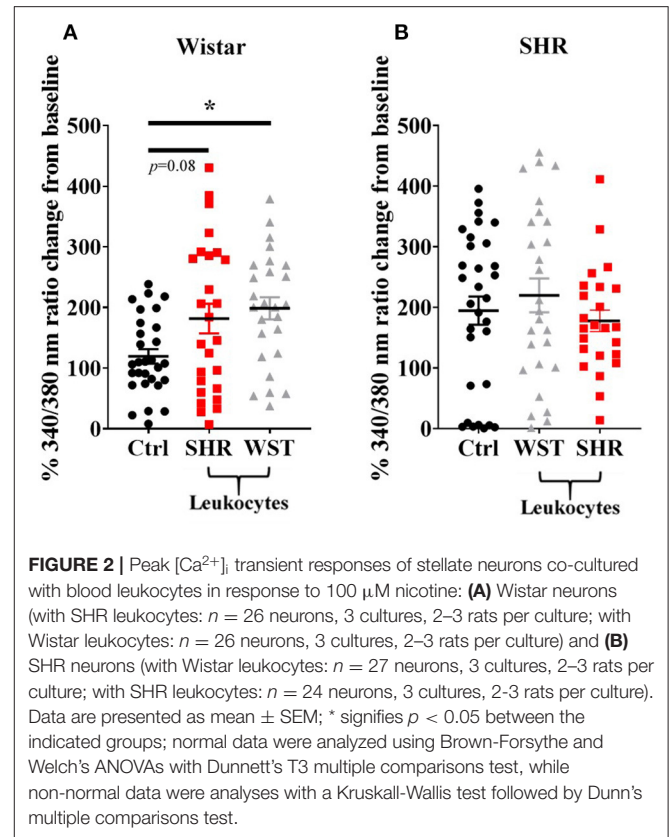 A
Wistar
B
SHR
% 340/380 nm ratio change from baseline
500
400
300
200
100
0
*
p=0.08
Ctrl SHR WST
Leukocytes
% 340/380 nm ratio change from baseline
500
400
300
200
100
0
Ctrl WST SHR
Leukocytes
FIGURE 2 | Peak [Ca²⁺]ᵢ transient responses of stellate neurons co-cultured
with blood leukocytes in response to 100 μM nicotine: (A) Wistar neurons
(with SHR leukocytes: n = 26 neurons, 3 cultures, 2–3 rats per culture; with
Wistar leukocytes: n = 26 neurons, 3 cultures, 2–3 rats per culture) and (B)
SHR neurons (with Wistar leukocytes: n = 27 neurons, 3 cultures, 2–3 rats per
culture; with SHR leukocytes: n = 24 neurons, 3 cultures, 2-3 rats per culture).
Data are presented as mean ± SEM; * signifies p < 0.05 between the
indicated groups; normal data were analyzed using Brown-Forsythe and
Welch's ANOVAs with Dunnett's T3 multiple comparisons test, while
non-normal data were analyses with a Kruskall-Wallis test followed by Dunn's
multiple comparisons test.